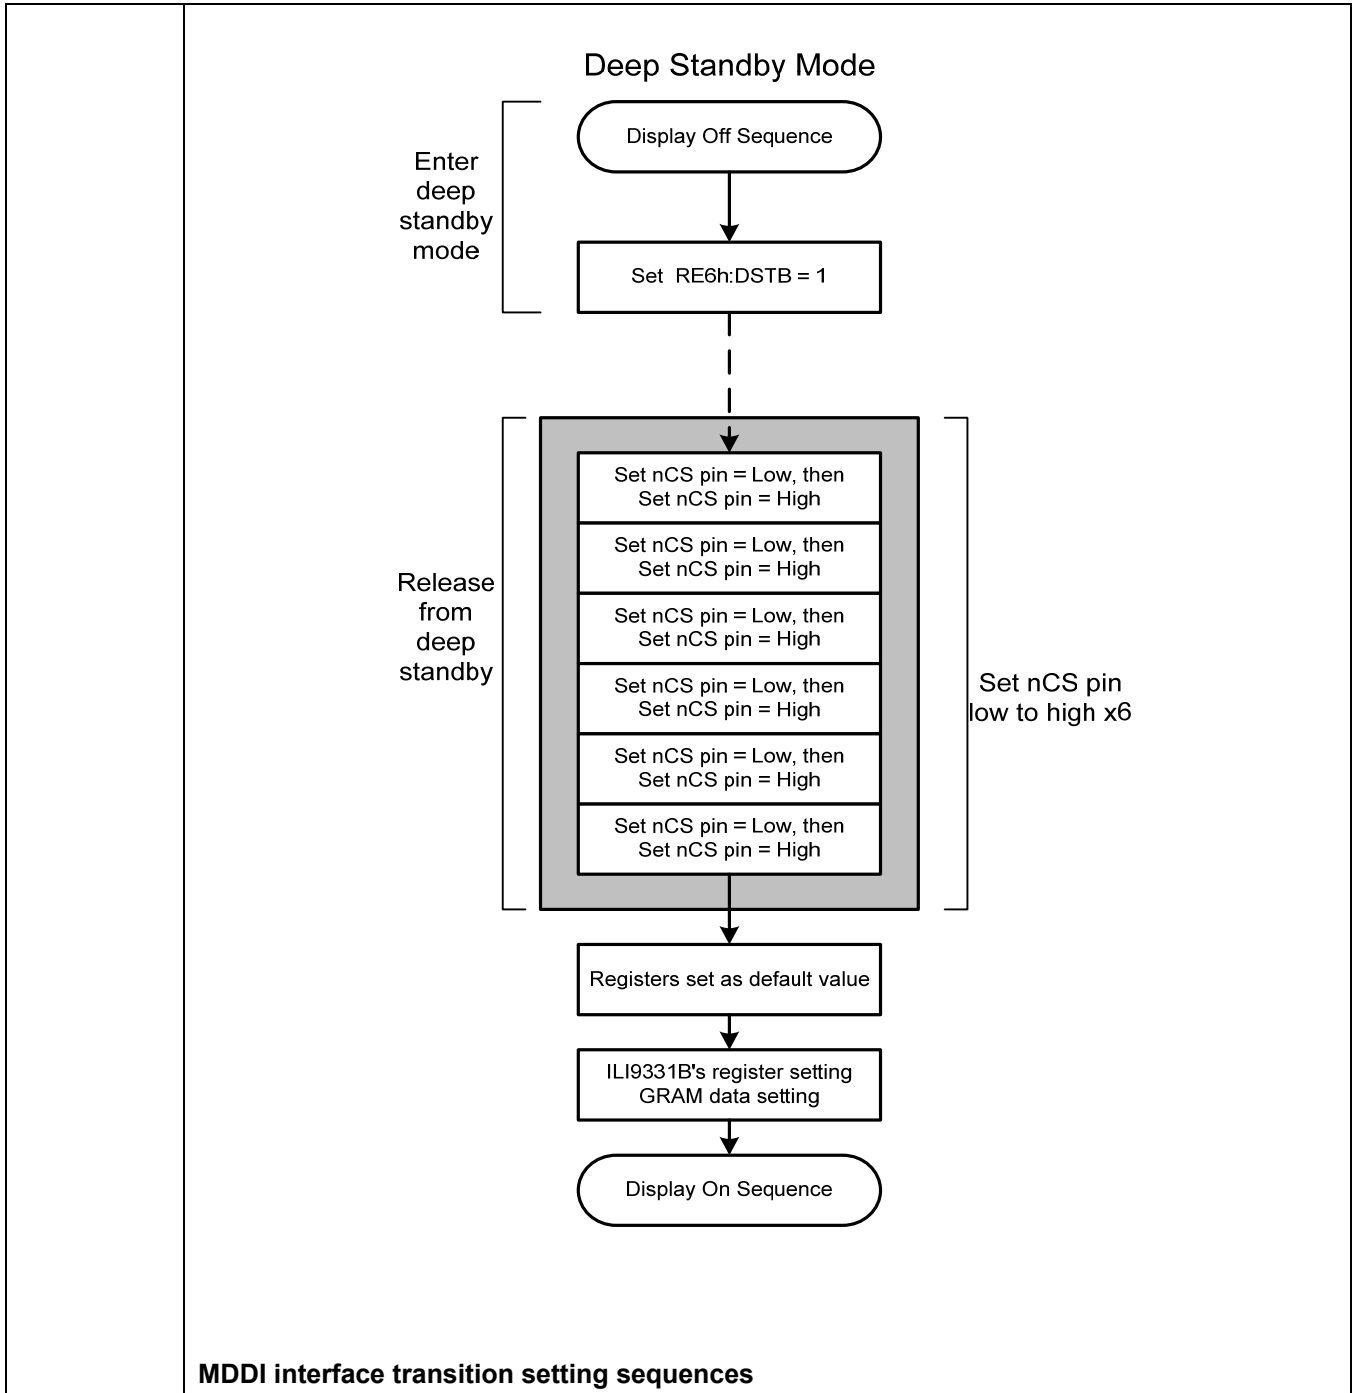 Deep Standby Mode
Enter
deep
standby
mode
Display Off Sequence
Set RE6h:DSTB = 1
Release
from
deep
standby
Set nCS pin = Low, then
Set nCS pin = High
Set nCS pin = Low, then
Set nCS pin = High
Set nCS pin = Low, then
Set nCS pin = High
Set nCS pin = Low, then
Set nCS pin = High
Set nCS pin = Low, then
Set nCS pin = High
Set nCS pin = Low, then
Set nCS pin = High
Set nCS pin
low to high x6
Registers set as default value
ILI9331B's register setting
GRAM data setting
Display On Sequence
MDDI interface transition setting sequences